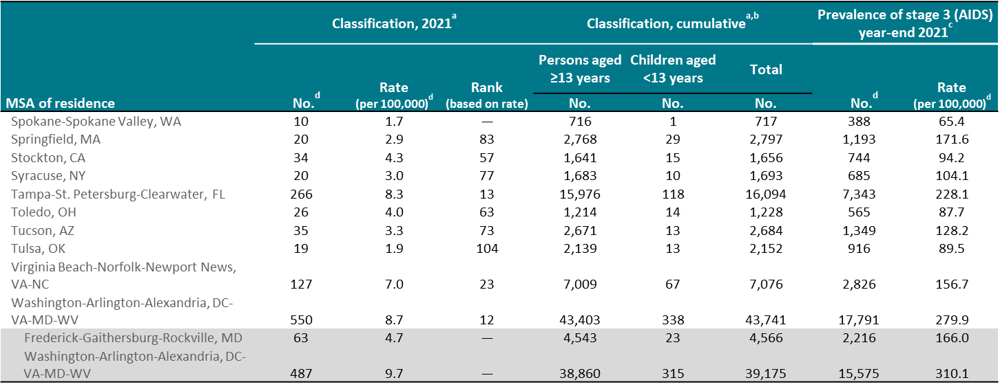 Classification, 2021a Classification, cumulativea,b Prevalence of stage 3 (AIDS)
year-end 2021c
Persons aged Children aged Total
≥13 years <13 years
Rate Rank Rate
MSA of residence No.d (per 100,000)d (based on rate) No. No. No. No.d (per 100,000)d
Spokane-Spokane Valley, WA 10 1.7 — 716 1 717 388 65.4
Springfield, MA 20 2.9 83 2,768 29 2,797 1,193 171.6
Stockton, CA 34 4.3 57 1,641 15 1,656 744 94.2
Syracuse, NY 20 3.0 77 1,683 10 1,693 685 104.1
Tampa-St. Petersburg-Clearwater, FL 266 8.3 13 15,976 118 16,094 7,343 228.1
Toledo, OH 26 4.0 63 1,214 14 1,228 565 87.7
Tucson, AZ 35 3.3 73 2,671 13 2,684 1,349 128.2
Tulsa, OK 19 1.9 104 2,139 13 2,152 916 89.5
Virginia Beach-Norfolk-Newport News,
VA-NC 127 7.0 23 7,009 67 7,076 2,826 156.7
Washington-Arlington-Alexandria, DC-
VA-MD-WV 550 8.7 12 43,403 338 43,741 17,791 279.9
Frederick-Gaithersburg-Rockville, MD 63 4.7 — 4,543 23 4,566 2,216 166.0
Washington-Arlington-Alexandria, DC-
VA-MD-WV 487 9.7 — 38,860 315 39,175 15,575 310.1